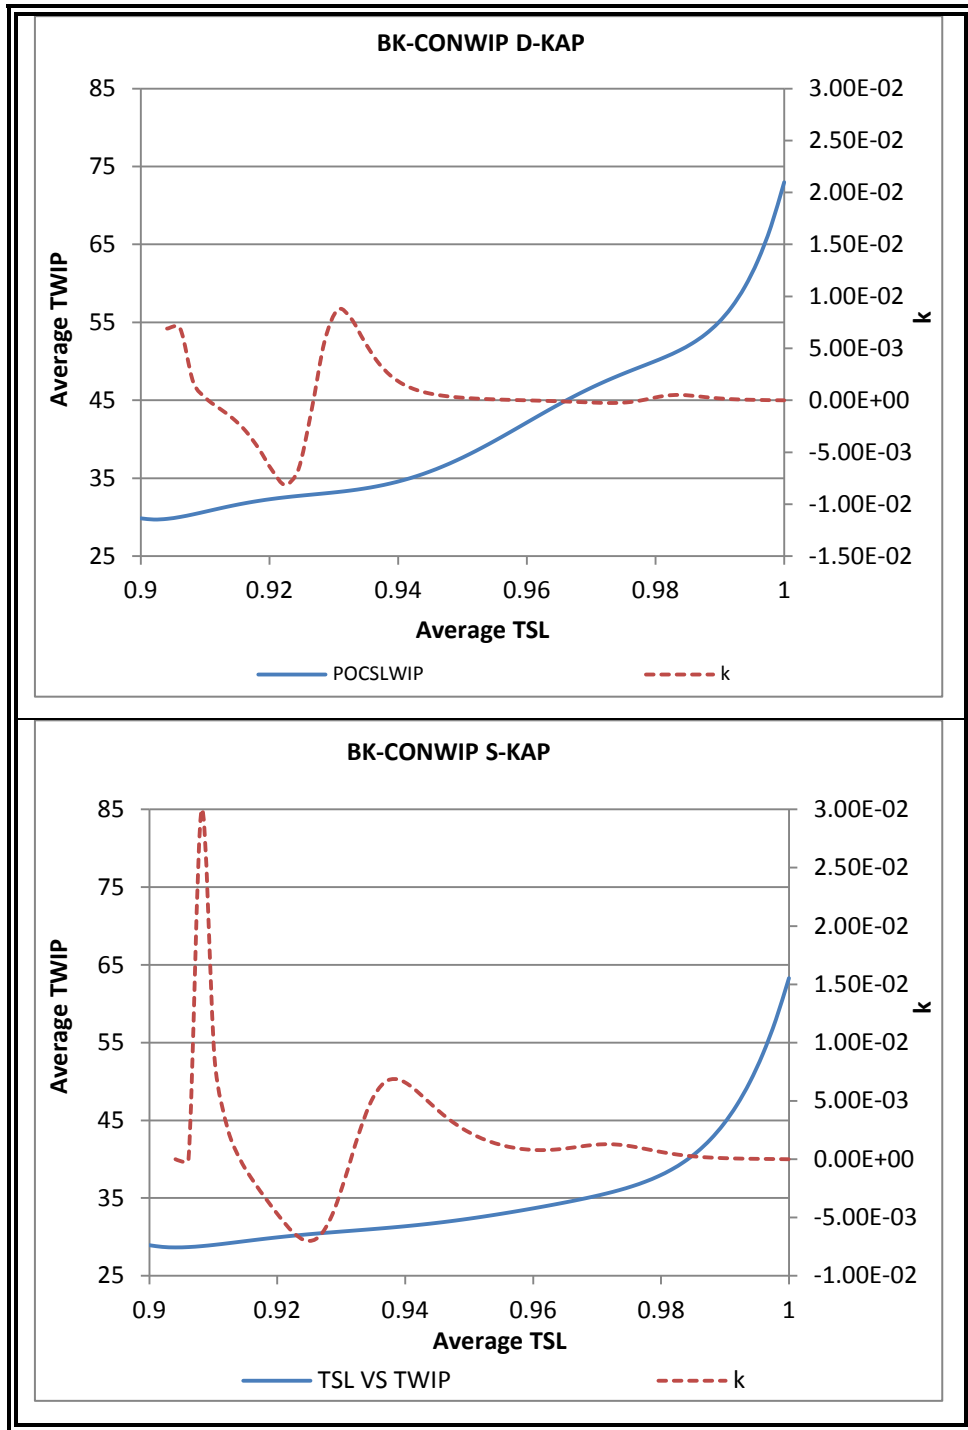 BK-CONWIP D-KAP
85
75
65
55
45
35
25
3.00E-02
2.50E-02
2.00E-02
1.50E-02
1.00E-02
5.00E-03
0.00E+00
-5.00E-03
-1.00E-02
-1.50E-02
Average TWIP
k
0.9 0.92 0.94 0.96 0.98 1
Average TSL
POCSLWIP k
BK-CONWIP S-KAP
85
75
65
55
45
35
25
3.00E-02
2.50E-02
2.00E-02
1.50E-02
1.00E-02
5.00E-03
0.00E+00
-5.00E-03
-1.00E-02
Average TWIP
k
0.9 0.92 0.94 0.96 0.98 1
Average TSL
TSL VS TWIP k